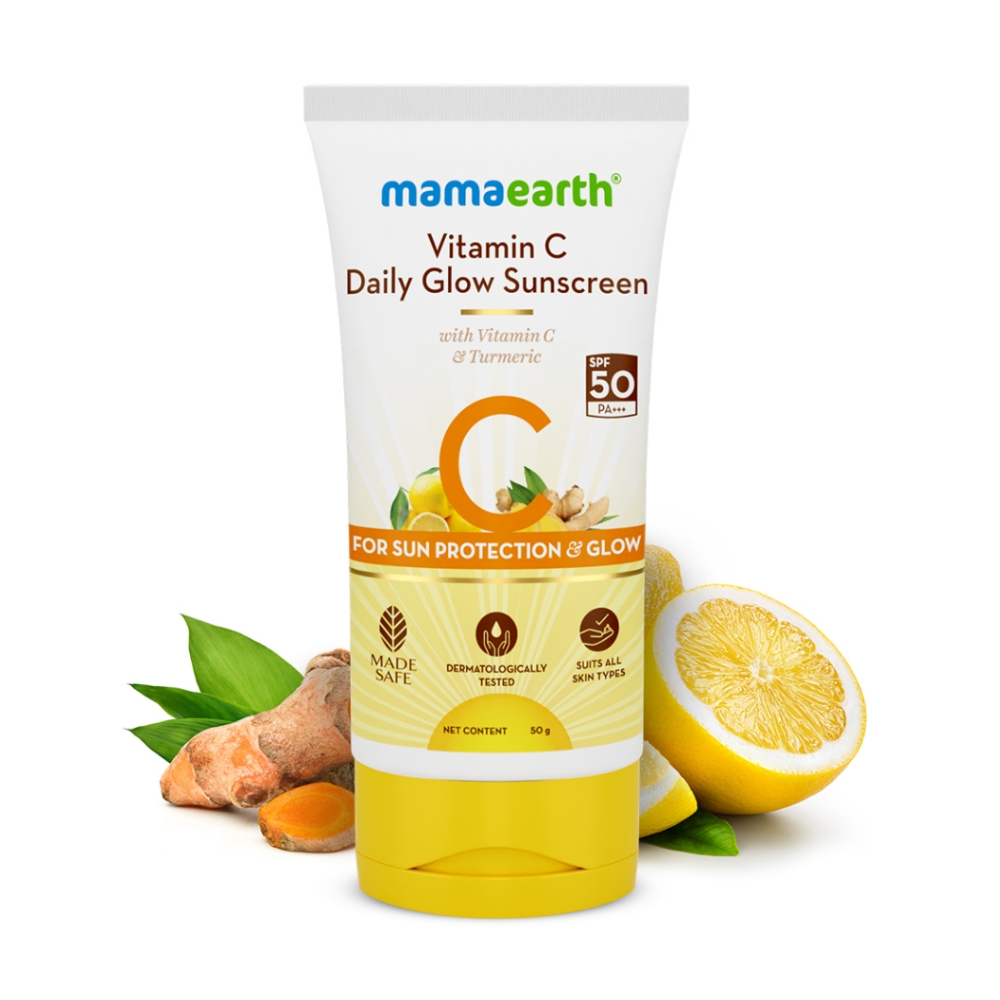 mamaearth®
Vitamin C
Daily Glow Sunscreen
with Vitamin C
& Turmeric
SPF
50
PA+++
C
FOR SUN PROTECTION & GLOW
MADE
SAFE
DERMATOLOGICALLY
TESTED
SUITS ALL
SKIN TYPES
NET CONTENT 50 g